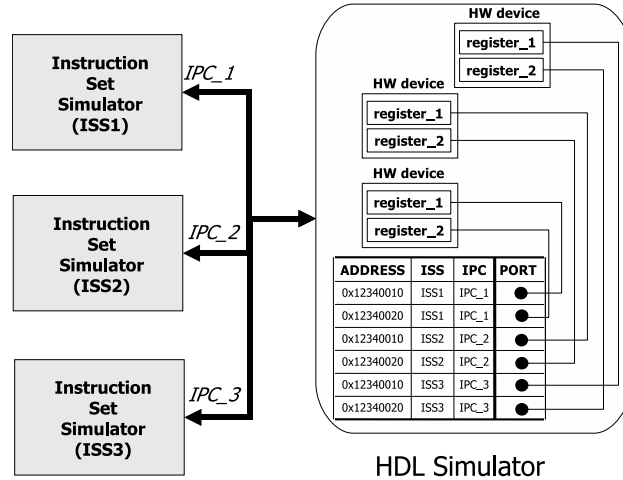 Instruction
Set
Simulator
(ISS1)
IPC_1
Instruction
Set
Simulator
(ISS2)
IPC_2
Instruction
Set
Simulator
(ISS3)
IPC_3
HW device
register_1
register_2
HW device
register_1
register_2
HW device
register_1
register_2
ADDRESS ISS IPC PORT
0x12340010 ISS1 IPC_1
0x12340020 ISS1 IPC_1
0x12340010 ISS2 IPC_2
0x12340020 ISS2 IPC_2
0x12340010 ISS3 IPC_3
0x12340020 ISS3 IPC_3
HDL Simulator